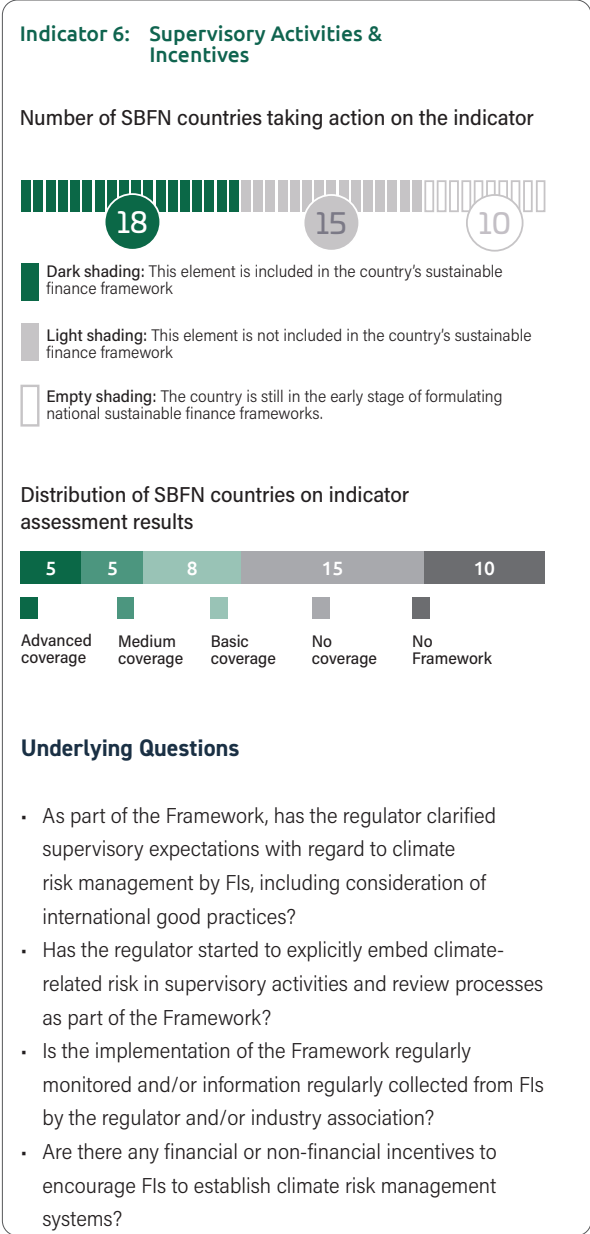 Indicator 6: Supervisory Activities &
Incentives
Number of SBFN countries taking action on the indicator
18 15 10
Dark shading: This element is included in the country's sustainable
finance framework
Light shading: This element is not included in the country's sustainable
finance framework
Empty shading: The country is still in the early stage of formulating
national sustainable finance frameworks.
Distribution of SBFN countries on indicator
assessment results
5 5 8 15 10
Advanced coverage
Medium coverage
Basic coverage
No coverage
No Framework
Underlying Questions
• As part of the Framework, has the regulator clarified
supervisory expectations with regard to climate
risk management by FIs, including consideration of
international good practices?
• Has the regulator started to explicitly embed climate-
related risk in supervisory activities and review processes
as part of the Framework?
• Is the implementation of the Framework regularly
monitored and/or information regularly collected from FIs
by the regulator and/or industry association?
• Are there any financial or non-financial incentives to
encourage FIs to establish climate risk management
systems?